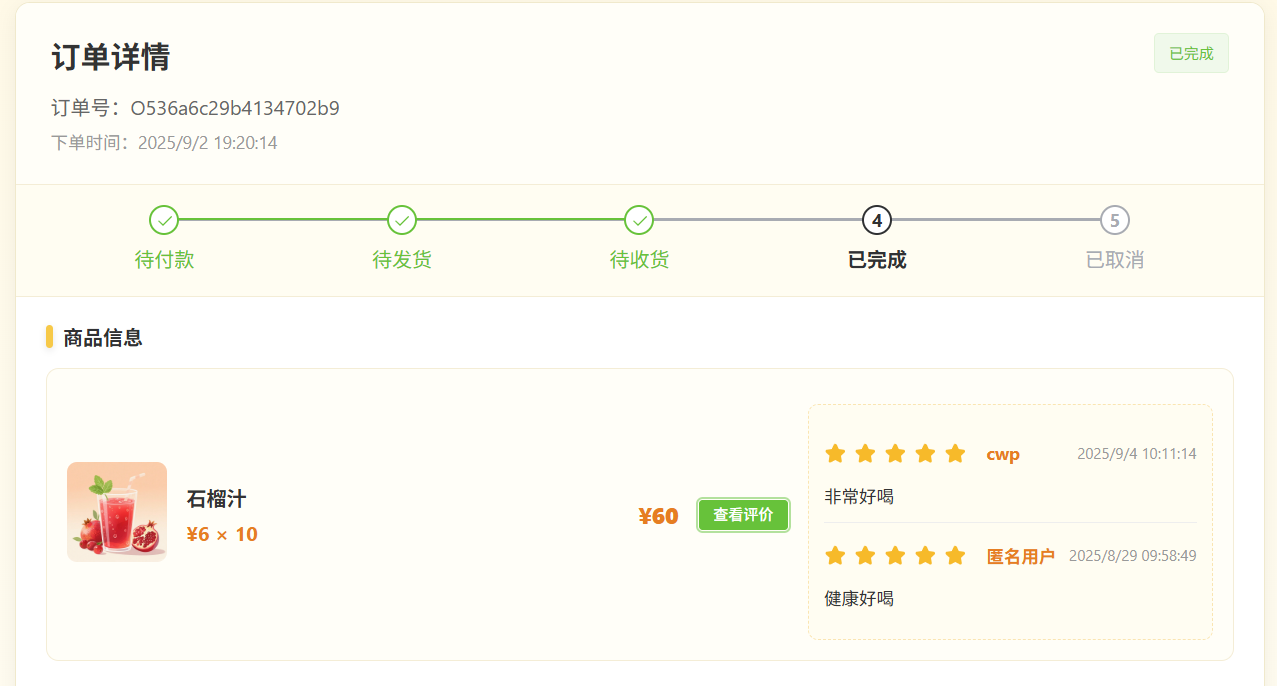 订单详情
已完成
订单号：O536a6c29b4134702b9
下单时间：2025/9/2 19:20:14
4
5
待付款
待发货
待收货
已完成
已取消
商品信息
石榴汁
¥6 × 10
¥60
查看评价
cwp 2025/9/4 10:11:14
非常好喝
匿名用户 2025/8/29 09:58:49
健康好喝